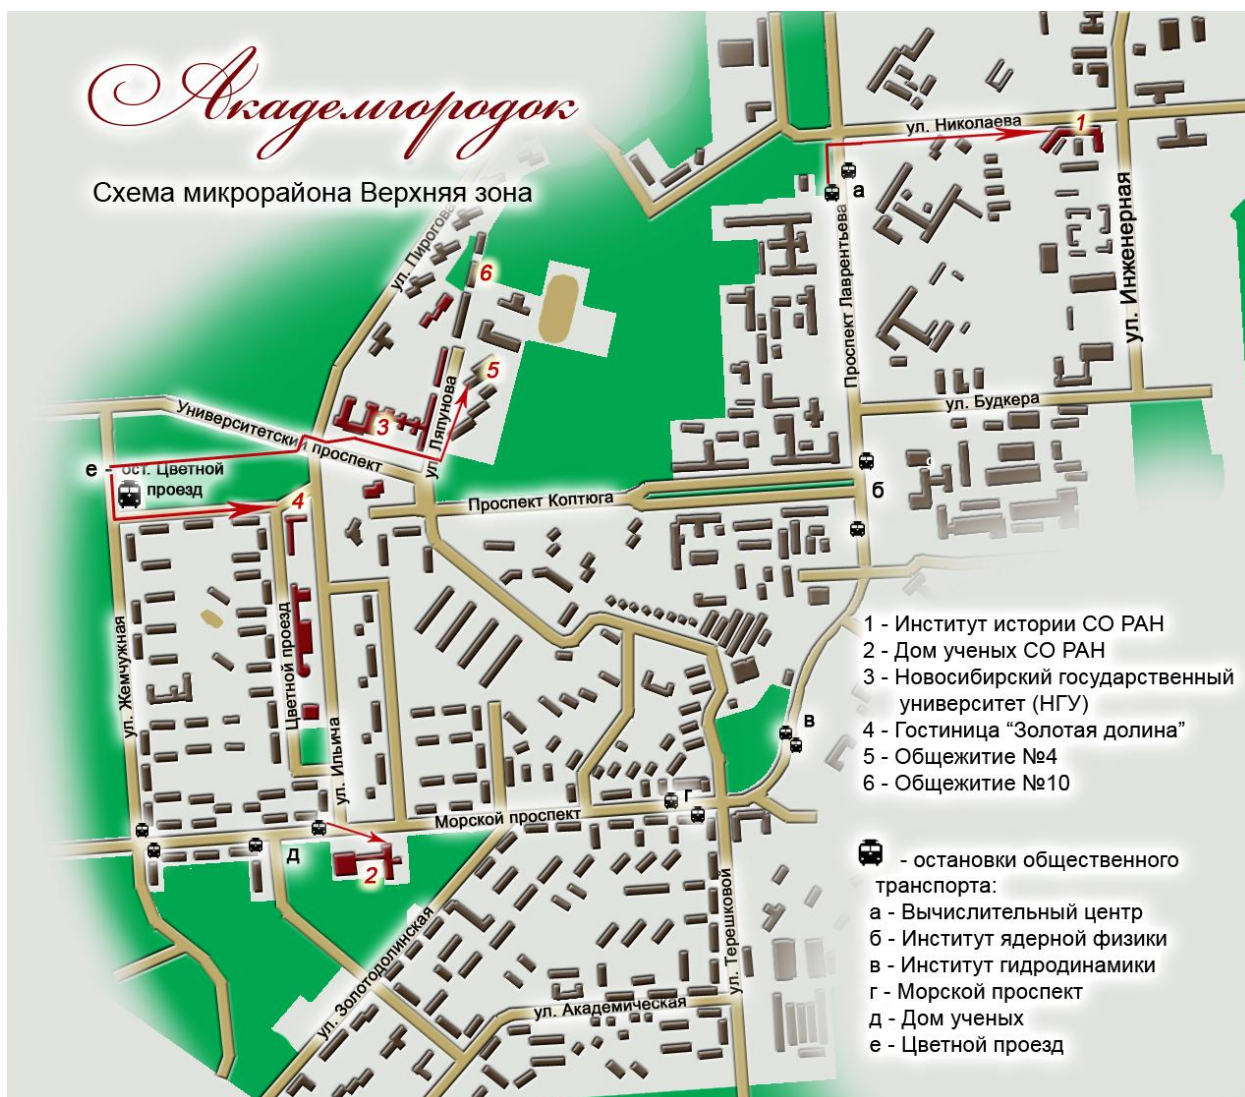 Академгородок
Схема микрорайона Верхняя зона
ул. Николаева
1
а
ул. Пирогова
6
Проспект Лаврентьева
ул. Инженерная
5
ул. Ляпунова
Университетский проспект
3
ул. Будкера
е - ост. Цветной
проезд
4
Проспект Коптюга
б
ул. Жемчужная
Цветной проезд
ул. Ильича
в
г
Морской проспект
д
2
ул. Золотодолинская
ул. Терешковой
ул. Академическая
1 - Институт истории СО РАН
2 - Дом ученых СО РАН
3 - Новосибирский государственный
университет (НГУ)
4 - Гостиница “Золотая долина”
5 - Общежитие №4
6 - Общежитие №10
- остановки общественного
транспорта:
а - Вычислительный центр
б - Институт ядерной физики
в - Институт гидродинамики
г - Морской проспект
д - Дом ученых
е - Цветной проезд